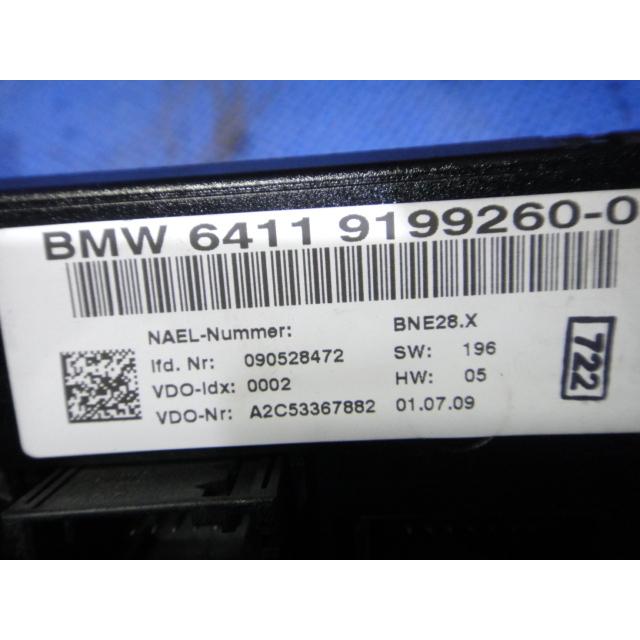 BMW 6411 9199260-0
NAEL-Nummer: BNE28.X
lfd. Nr: 090528472 SW: 196
VDO-Idx: 0002 HW: 05
VDO-Nr: A2C53367882 01.07.09
722